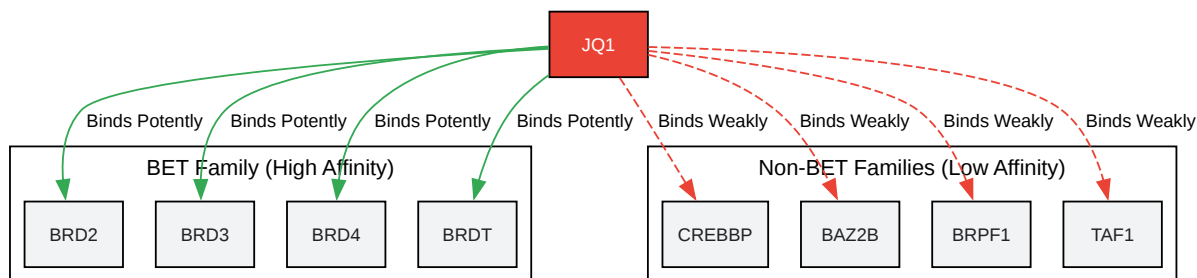 JQ1
Binds Potently Binds Potently Binds Potently Binds Potently Binds Weakly Binds Weakly Binds Weakly Binds Weakly
BET Family (High Affinity) Non-BET Families (Low Affinity)
BRD2 BRD3 BRD4 BRDT CREBBP BAZ2B BRPF1 TAF1